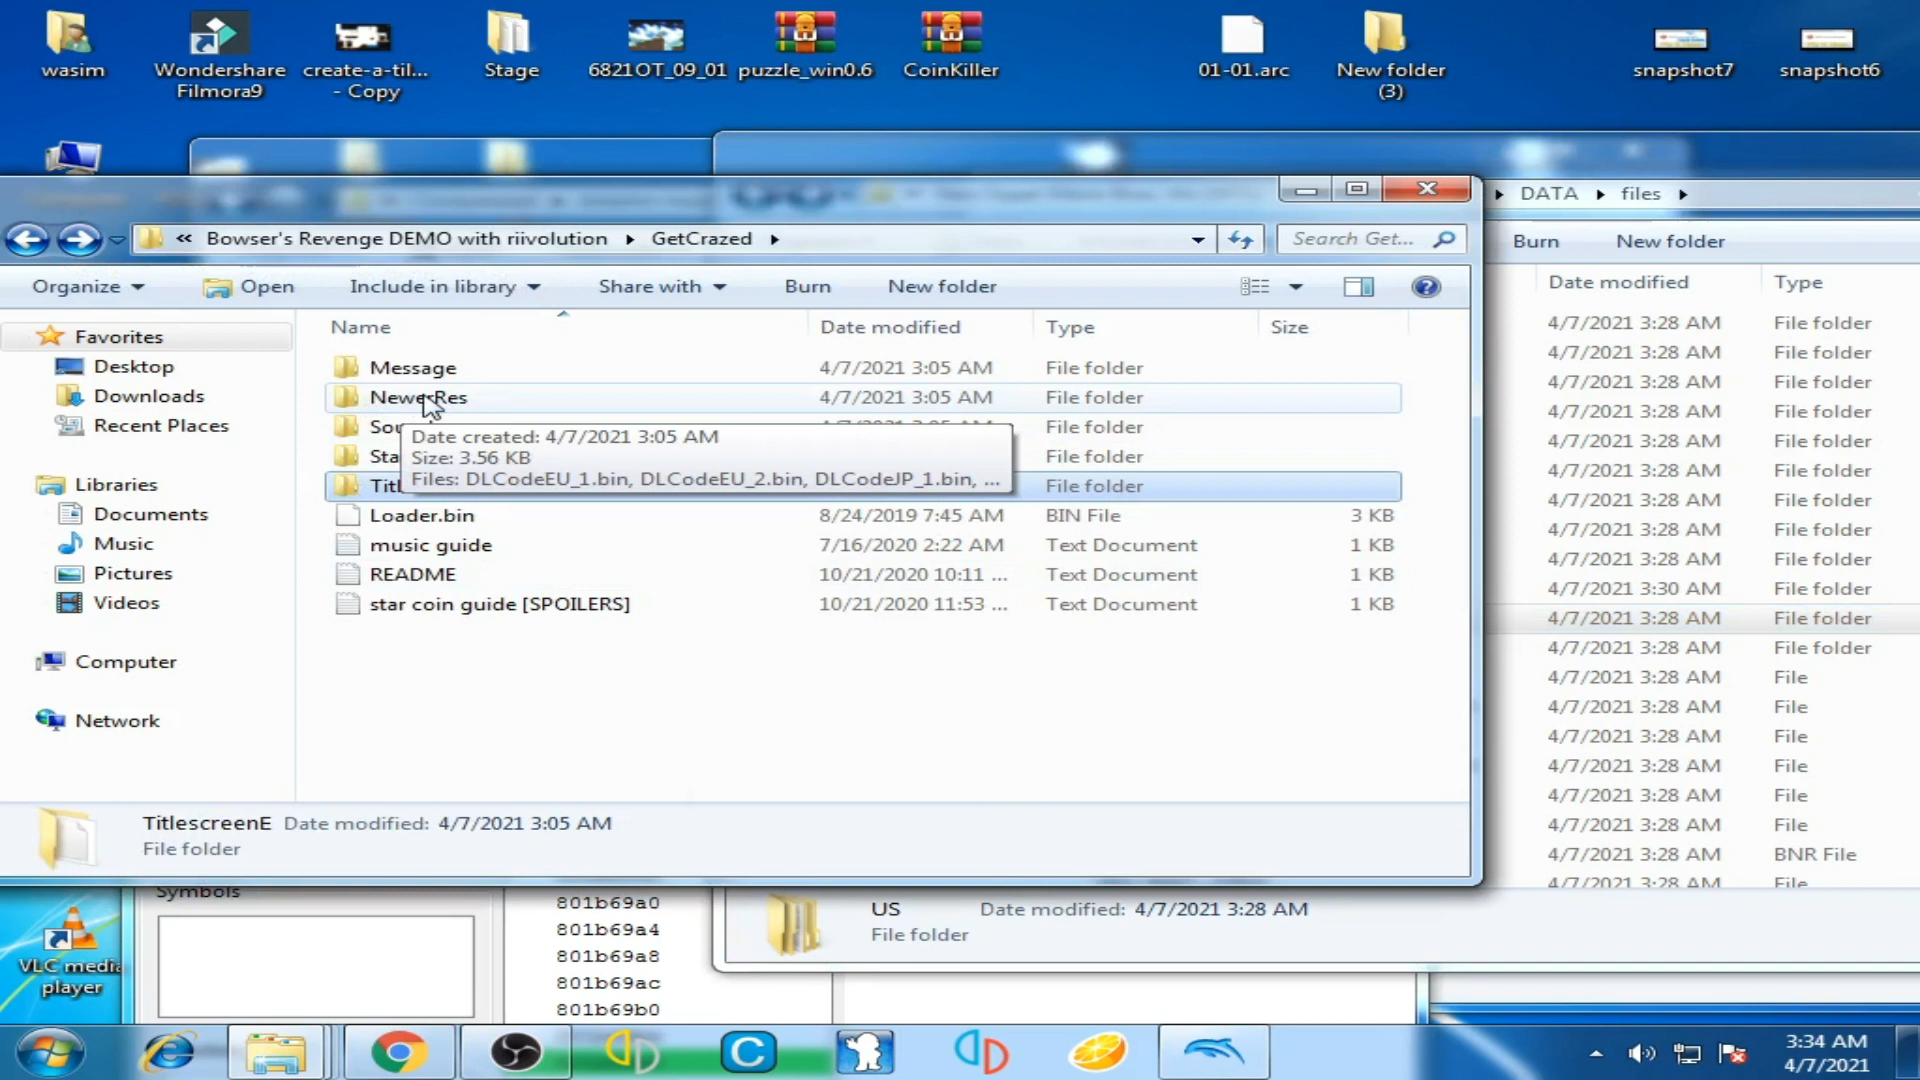 wasim
Wondershare
Filmora9
create-a-til...
- Copy
Stage
6821OT_09_01
puzzle_win0.6
CoinKiller
01-01.arc
New folder
(3)
snapshot7
snapshot6
DATA files
Burn New folder
Date modified Type
« Bowser's Revenge DEMO with riivolution GetCrazed
Search Get...
Organize Open Include in library Share with Burn New folder
Name Date modified Type Size
Favorites
Desktop
Downloads
Recent Places
Libraries
Documents
Music
Pictures
Videos
Computer
Network
Message 4/7/2021 3:05 AM File folder
NewerRes 4/7/2021 3:05 AM File folder
Sou File folder
Sta File folder
Titl File folder
Date created: 4/7/2021 3:05 AM
Size: 3.56 KB
Files: DLCodeEU_1.bin, DLCodeEU_2.bin, DLCodeJP_1.bin, ...
Loader.bin 8/24/2019 7:45 AM BIN File 3 KB
music guide 7/16/2020 2:22 AM Text Document 1 KB
README 10/21/2020 10:11 ... Text Document 1 KB
star coin guide [SPOILERS] 10/21/2020 11:53 ... Text Document 1 KB
4/7/2021 3:28 AM File folder
4/7/2021 3:28 AM File folder
4/7/2021 3:28 AM File folder
4/7/2021 3:28 AM File folder
4/7/2021 3:28 AM File folder
4/7/2021 3:28 AM File folder
4/7/2021 3:28 AM File folder
4/7/2021 3:28 AM File folder
4/7/2021 3:28 AM File folder
4/7/2021 3:30 AM File folder
4/7/2021 3:28 AM File folder
4/7/2021 3:28 AM File folder
4/7/2021 3:28 AM File
4/7/2021 3:28 AM File
4/7/2021 3:28 AM File
4/7/2021 3:28 AM File
4/7/2021 3:28 AM File
4/7/2021 3:28 AM File
4/7/2021 3:28 AM BNR File
4/7/2021 3:28 AM File
TitlescreenE Date modified: 4/7/2021 3:05 AM
File folder
Symbols
801b69a0
801b69a4
801b69a8
801b69ac
801b69b0
US Date modified: 4/7/2021 3:28 AM
File folder
VLC media
player
3:34 AM
4/7/2021